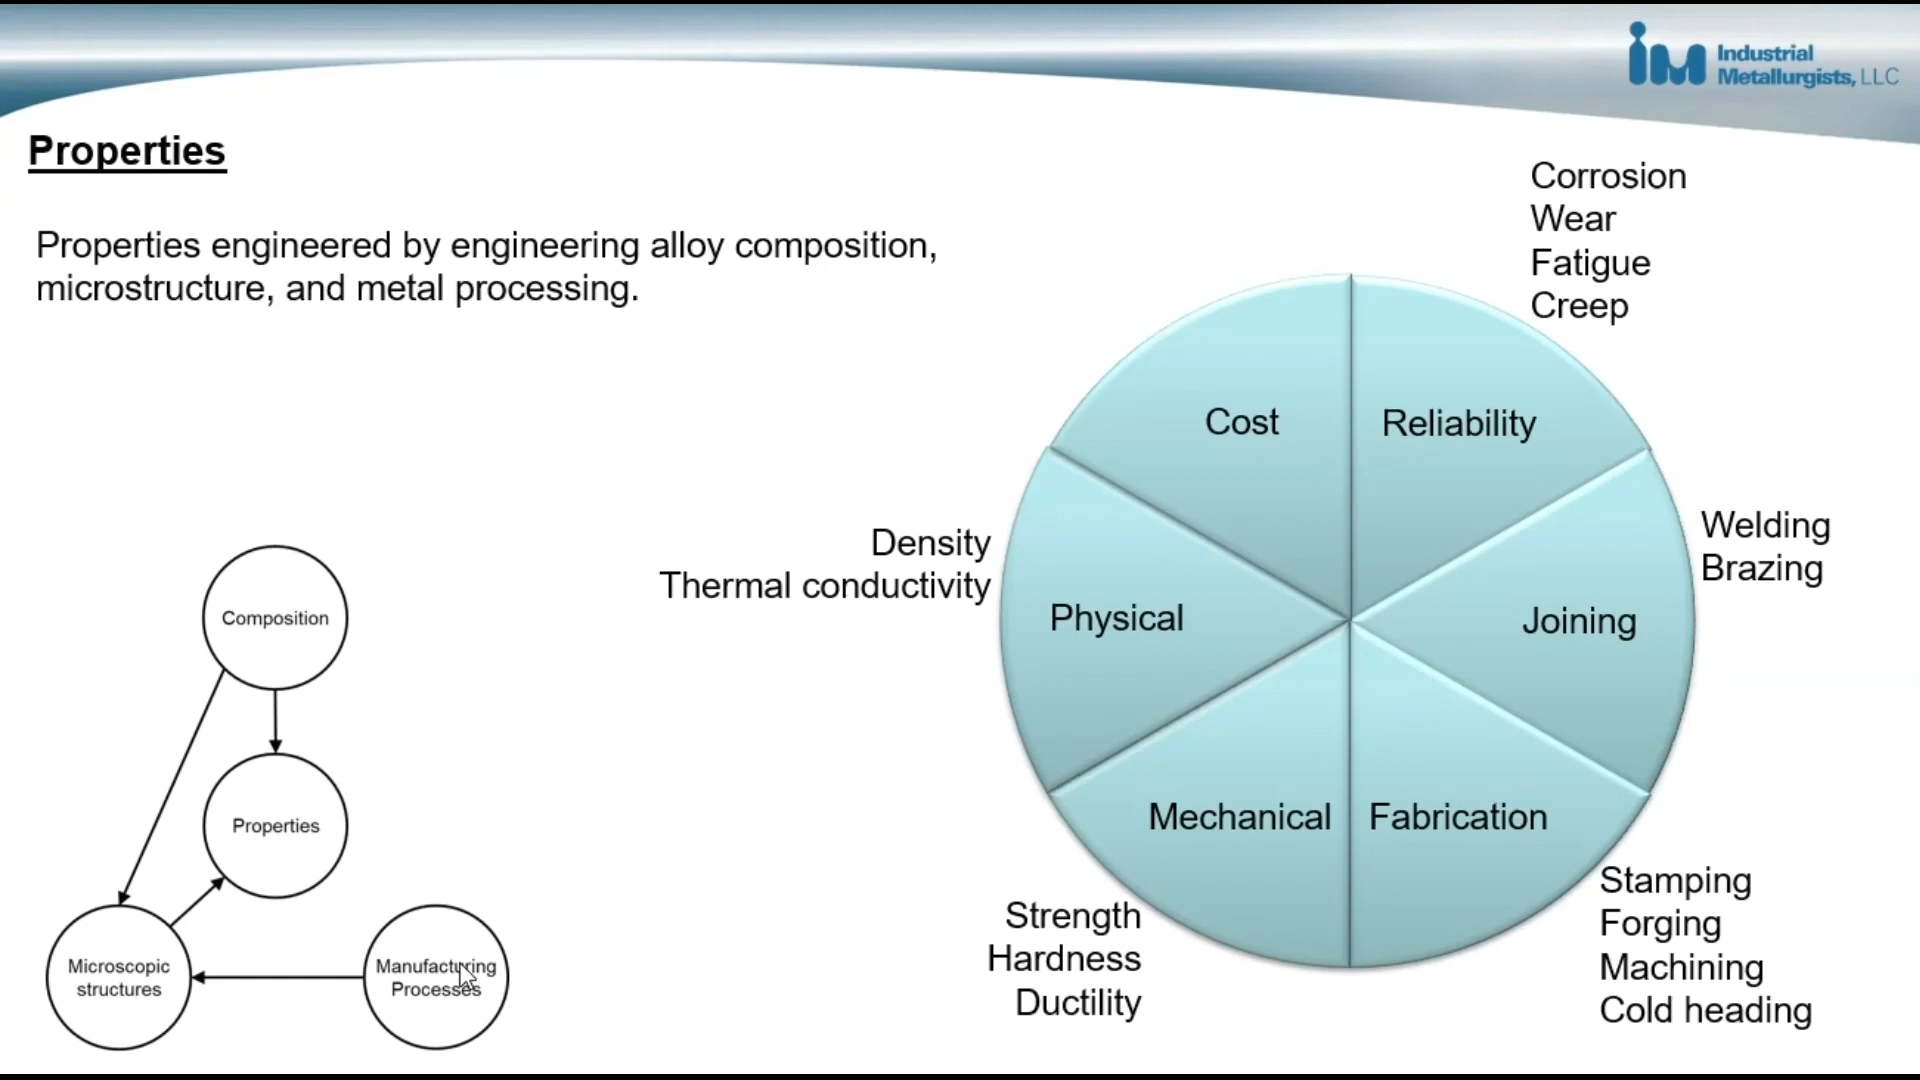 Industrial
Metallurgists, LLC
Properties
Properties engineered by engineering alloy composition,
microstructure, and metal processing.
Corrosion
Wear
Fatigue
Creep
Cost
Reliability
Density
Thermal conductivity
Welding
Brazing
Physical
Joining
Mechanical
Fabrication
Strength
Hardness
Ductility
Stamping
Forging
Machining
Cold heading
Composition
Properties
Microscopic
structures
Manufacturing
Processes